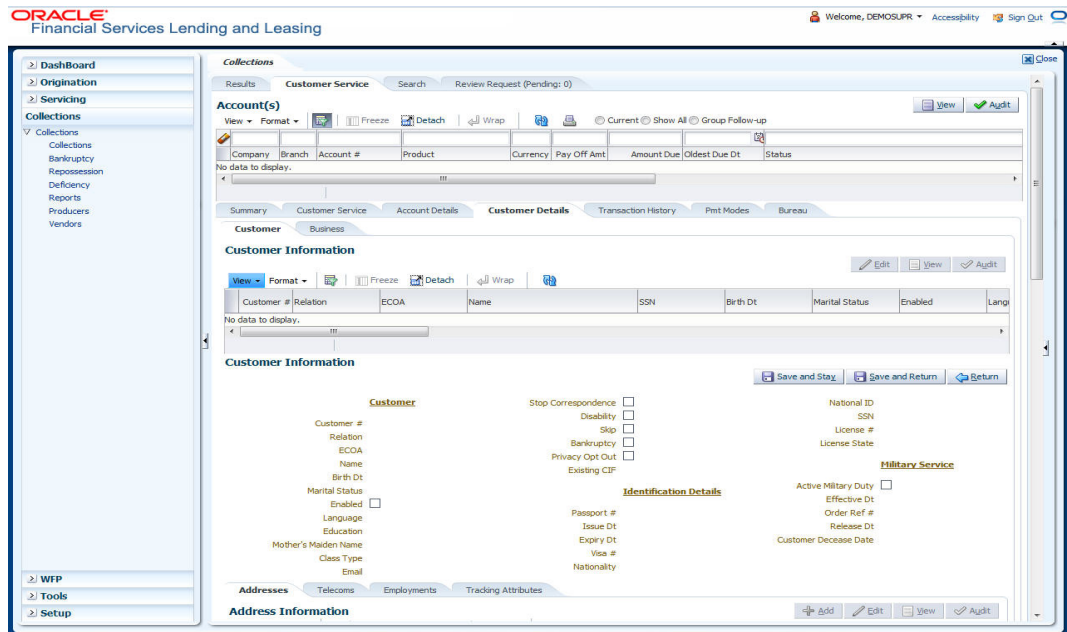 ORACLE®
Financial Services Lending and Leasing
Welcome, DEMOSUPR Accessibility Sign Out
Close
DashBoard
Origination
Servicing
Collections
Collections
Collections
Bankruptcy
Repossession
Deficiency
Reports
Producers
Vendors
WFP
Tools
Setup
Collections
Results Customer Service Search Review Request (Pending: 0)
Account(s)
View Audit
View Format Freeze Detach Wrap Current Show All Group Follow-up
Company Branch Account # Product Currency Pay Off Amt Amount Due Oldest Due Dt Status
No data to display.
Summary Customer Service Account Details Customer Details Transaction History Pmt Modes Bureau
Customer Business
Customer Information
Edit View Audit
View Format Freeze Detach Wrap
Customer # Relation ECOA Name SSN Birth Dt Marital Status Enabled Langu
No data to display.
Customer Information
Save and Stay Save and Return Return
Customer
Customer #
Relation
ECOA
Name
Birth Dt
Marital Status
Enabled
Language
Education
Mother's Maiden Name
Class Type
Email
Stop Correspondence
Disability
Skip
Bankruptcy
Privacy Opt Out
Existing CIF
Identification Details
Passport #
Issue Dt
Expiry Dt
Visa #
Nationality
National ID
SSN
License #
License State
Military Service
Active Military Duty
Effective Dt
Order Ref #
Release Dt
Customer Decease Date
Addresses Telecoms Employments Tracking Attributes
Address Information
Add Edit View Audit